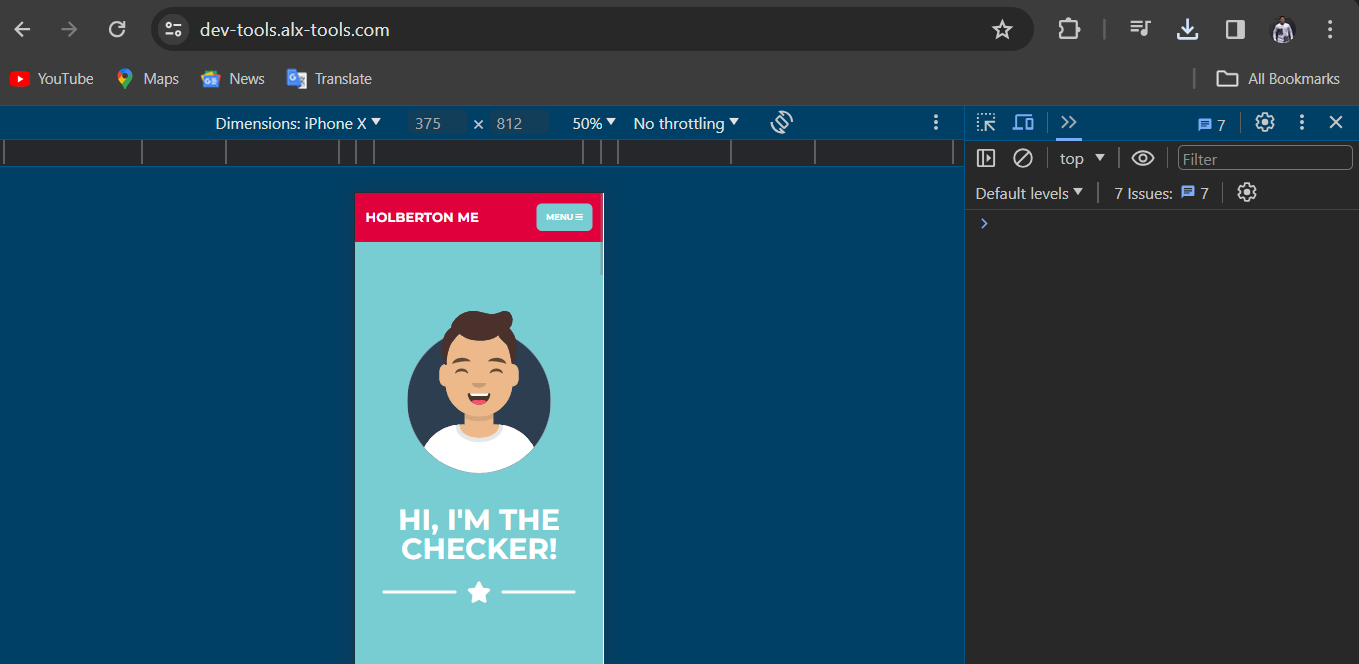 dev-tools.alx-tools.com
YouTube Maps News Translate All Bookmarks
Dimensions: iPhone X 375 × 812 50% No throttling 7
top Filter
Default levels 7 Issues: 7
HOLBERTON ME MENU
HI, I'M THE
CHECKER!